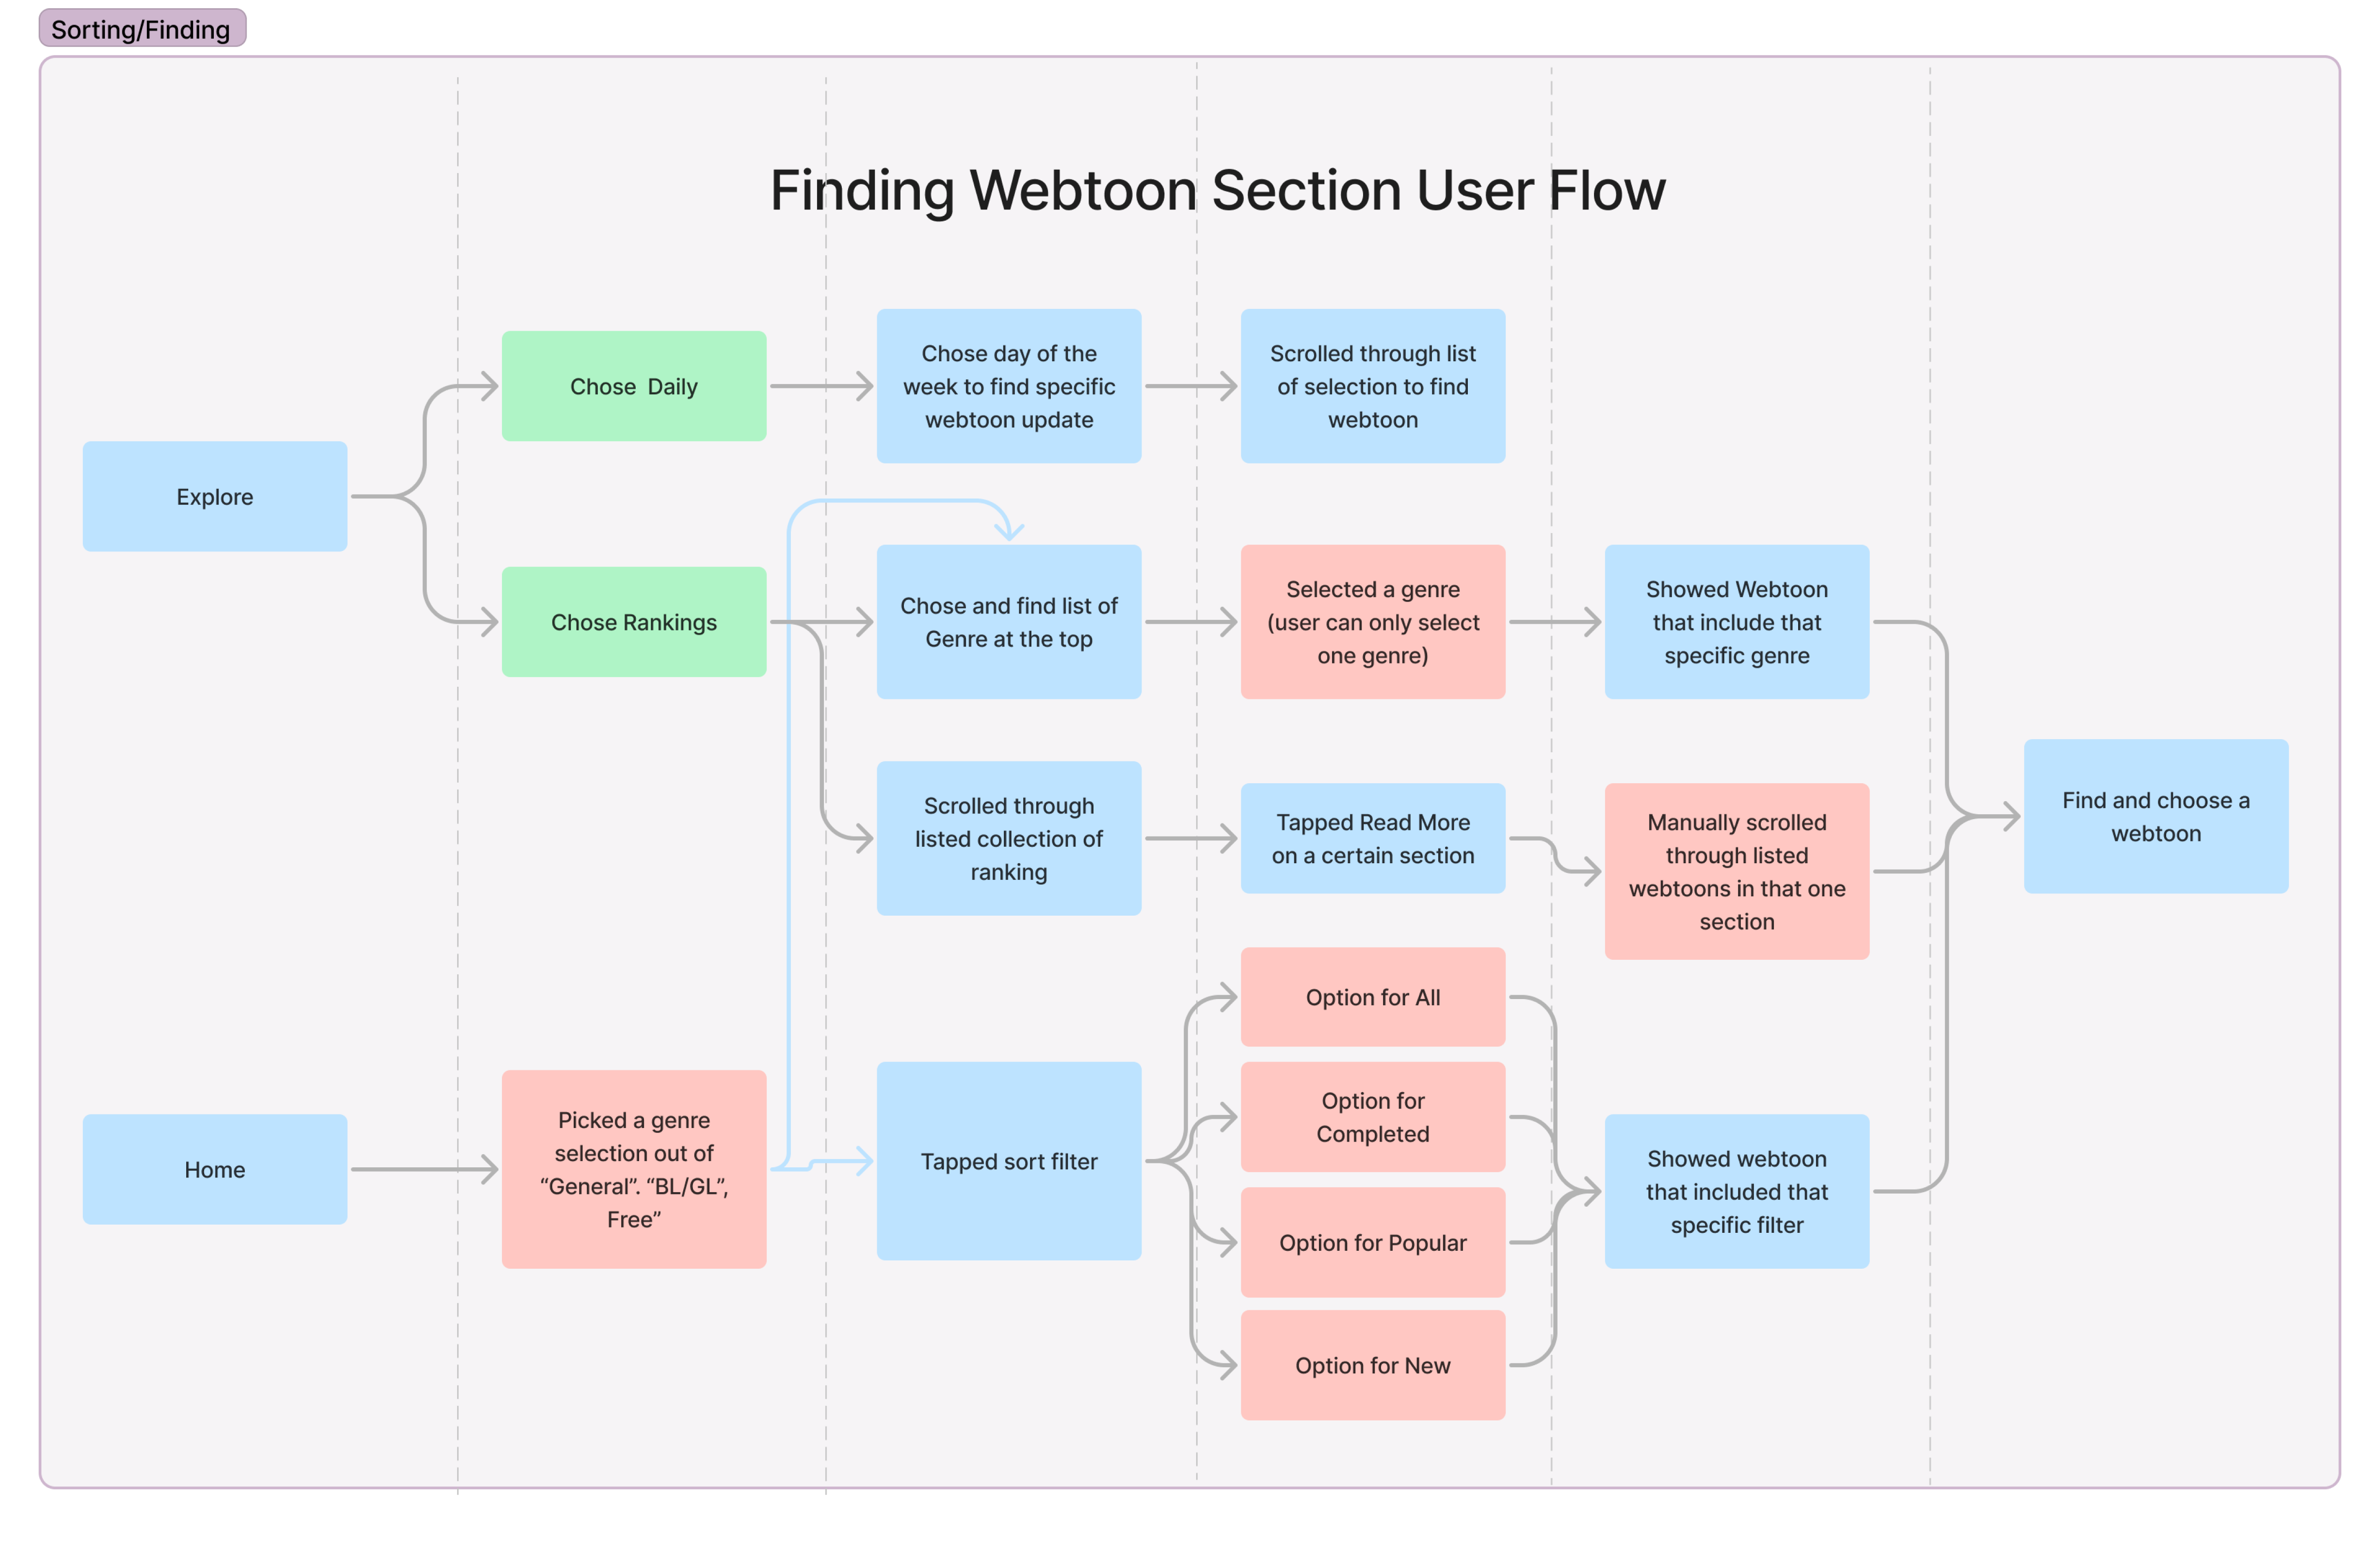 Sorting/Finding
Finding Webtoon Section User Flow
Explore
Chose  Daily
Chose day of the
week to find specific
webtoon update
Scrolled through list
of selection to find
webtoon
Chose Rankings
Chose and find list of
Genre at the top
Selected a genre
(user can only select
one genre)
Showed Webtoon
that include that
specific genre
Scrolled through
listed collection of
ranking
Tapped Read More
on a certain section
Manually scrolled
through listed
webtoons in that one
section
Find and choose a
webtoon
Home
Picked a genre
selection out of
“General”. “BL/GL”,
Free”
Tapped sort filter
Option for All
Option for
Completed
Option for Popular
Option for New
Showed webtoon
that included that
specific filter